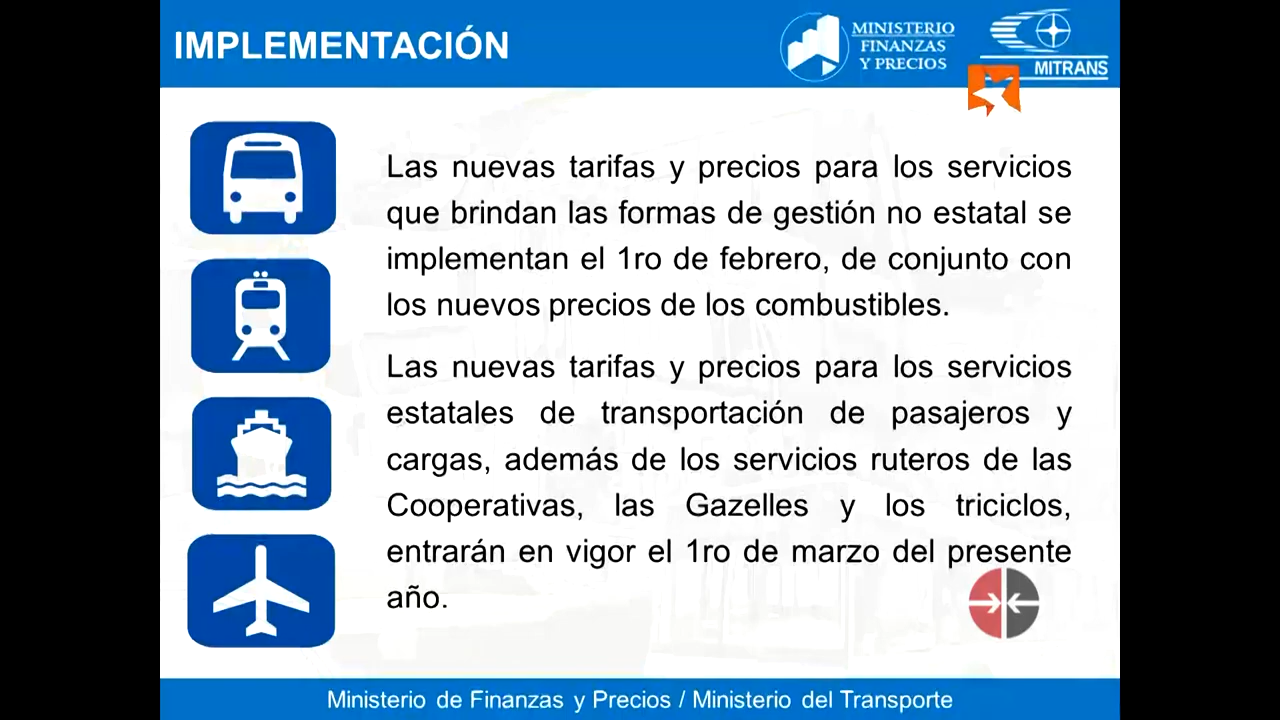 IMPLEMENTACIÓN
MINISTERIO
FINANZAS
Y PRECIOS
MITRANS
Las nuevas tarifas y precios para los servicios
que brindan las formas de gestión no estatal se
implementan el 1ro de febrero, de conjunto con
los nuevos precios de los combustibles.
Las nuevas tarifas y precios para los servicios
estatales de transportación de pasajeros y
cargas, además de los servicios ruteros de las
Cooperativas, las Gazelles y los triciclos,
entrarán en vigor el 1ro de marzo del presente
año.
Ministerio de Finanzas y Precios / Ministerio del Transporte